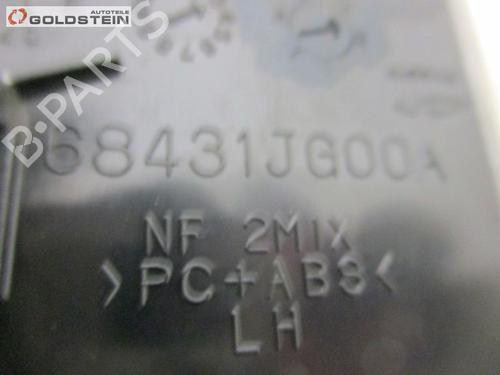 AUTOTEILE
GOLDSTEIN
B-PARTS
68431JG00A
NF 2MIX
>PC+ABS<
LH